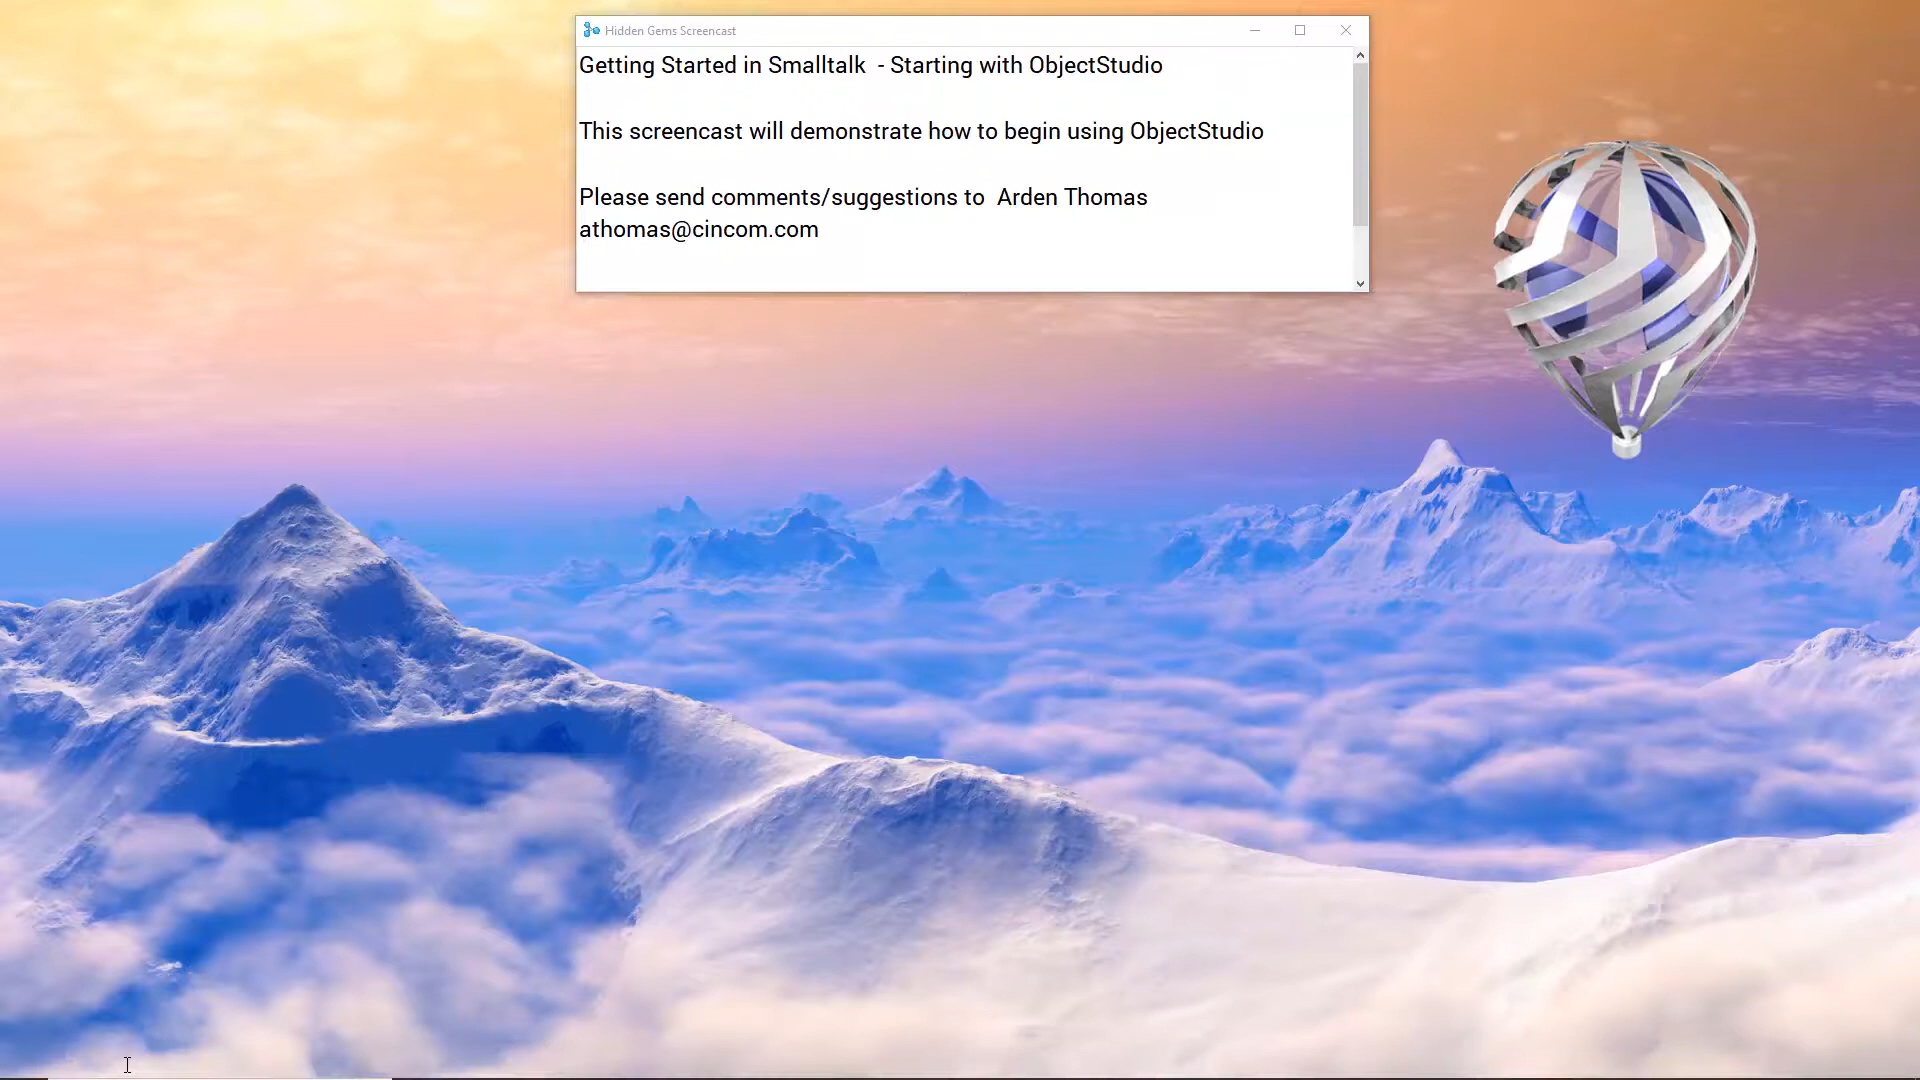 Hidden Gems Screencast
Getting Started in Smalltalk  - Starting with ObjectStudio
This screencast will demonstrate how to begin using ObjectStudio
Please send comments/suggestions to  Arden Thomas
athomas@cincom.com